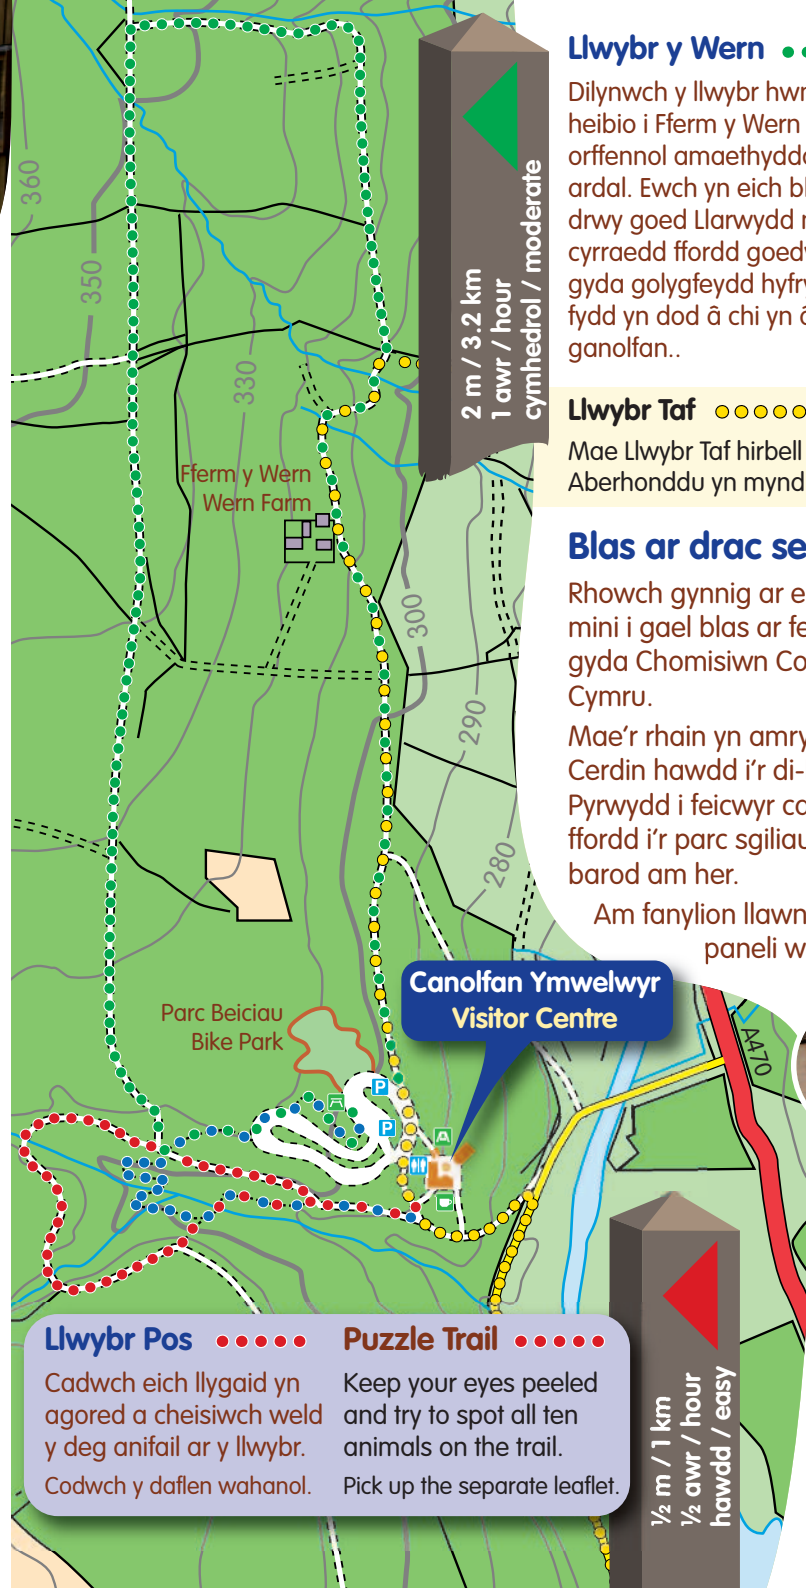 Llwybr y Wern
Dilynwch y llwybr hwn
heibio i Fferm y Wern
orffennol amaethyddo
ardal. Ewch yn eich bl
drwy goed Llarwydd
cyrraedd ffordd goedw
gyda golygfeydd hyfry
fydd yn dod â chi yn
ganolfan..
2 m / 3.2 km
1 awr / hour
cymhedrol / moderate
Llwybr Taf
Mae Llwybr Taf hirbell
Aberhonddu yn mynd
Blas ar drac se
Rhowch gynnig ar e
mini i gael blas ar fe
gyda Chomisiwn Co
Cymru.
Mae'r rhain yn amry
Cerdin hawdd i'r di-
Pyrwydd i feicwyr
ffordd i'r parc sgiliau
barod am her.
Am fanylion llawn
paneli w
360
350
330
300
290
280
Fferm y Wern
Wern Farm
Parc Beiciau
Bike Park
Canolfan Ymwelwyr
Visitor Centre
A470
P
P
Llwybr Pos
Cadwch eich llygaid yn
agored a cheisiwch weld
y deg anifail ar y llwybr.
Codwch y daflen wahanol.
Puzzle Trail
Keep your eyes peeled
and try to spot all ten
animals on the trail.
Pick up the separate leaflet.
½ m / 1 km
½ awr / hour
hawdd / easy